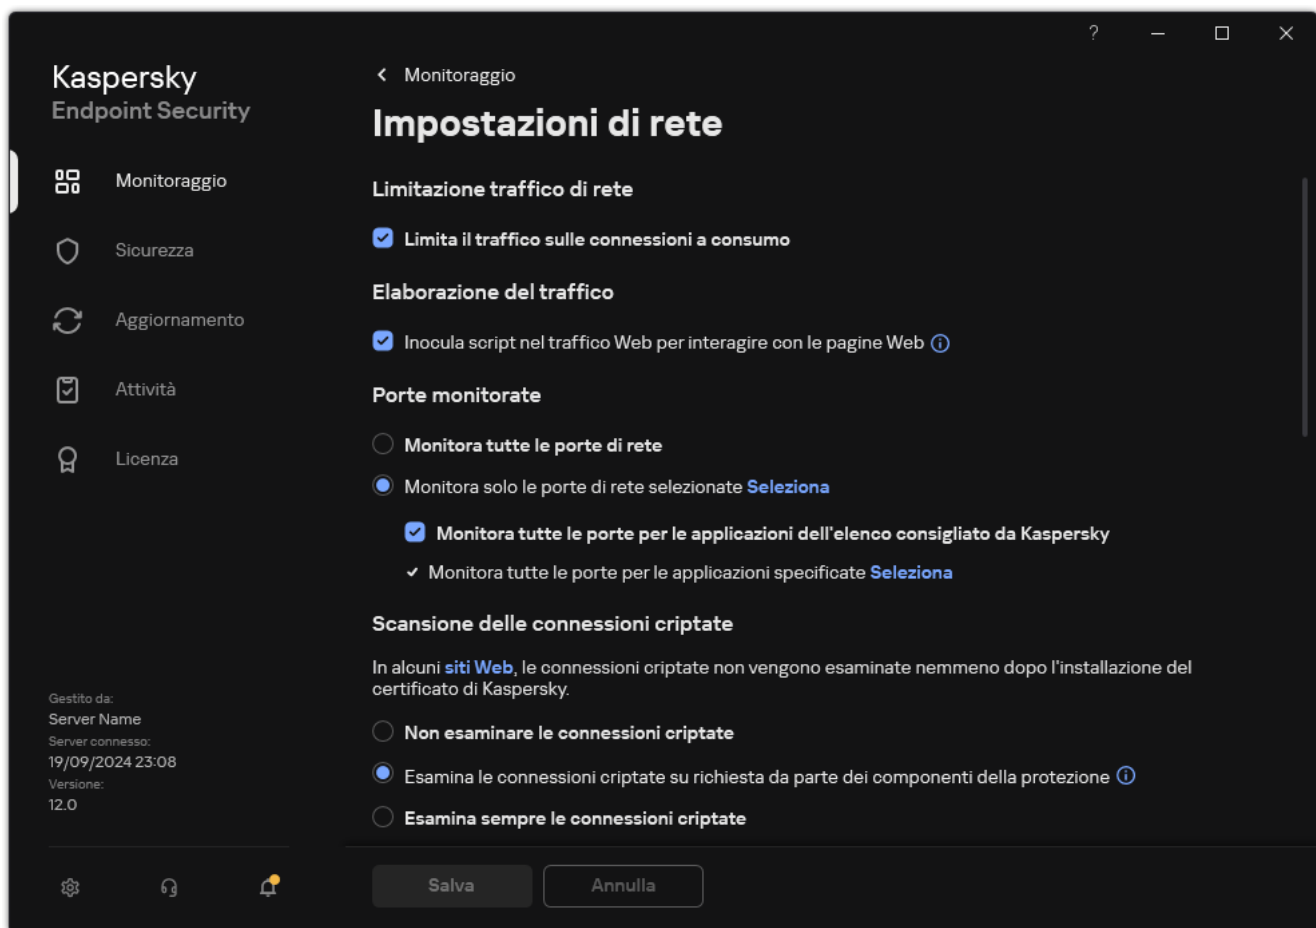 ?
Kaspersky
Endpoint Security
Monitoraggio
Sicurezza
Aggiornamento
Attività
Licenza
Gestito da:
Server Name
Server connesso:
19/09/2024 23:08
Versione:
12.0
Monitoraggio
Impostazioni di rete
Limitazione traffico di rete
Limita il traffico sulle connessioni a consumo
Elaborazione del traffico
Inocula script nel traffico Web per interagire con le pagine Web
Porte monitorate
Monitora tutte le porte di rete
Monitora solo le porte di rete selezionate Seleziona
Monitora tutte le porte per le applicazioni dell'elenco consigliato da Kaspersky
Monitora tutte le porte per le applicazioni specificate Seleziona
Scansione delle connessioni criptate
In alcuni siti Web, le connessioni criptate non vengono esaminate nemmeno dopo l'installazione del
certificato di Kaspersky.
Non esaminare le connessioni criptate
Esamina le connessioni criptate su richiesta da parte dei componenti della protezione
Esamina sempre le connessioni criptate
Salva
Annulla